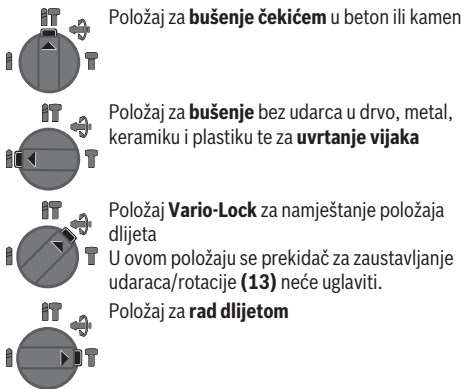 Položaj za bušenje čekićem u beton ili kamen
Položaj za bušenje bez udarca u drvo, metal,
keramiku i plastiku te za uvrtanje vijaka
Položaj Vario-Lock za namještanje položaja
dlijeta
U ovom položaju se prekidač za zaustavljanje
udaraca/rotacije (13) neće uglaviti.
Položaj za rad dlijetom